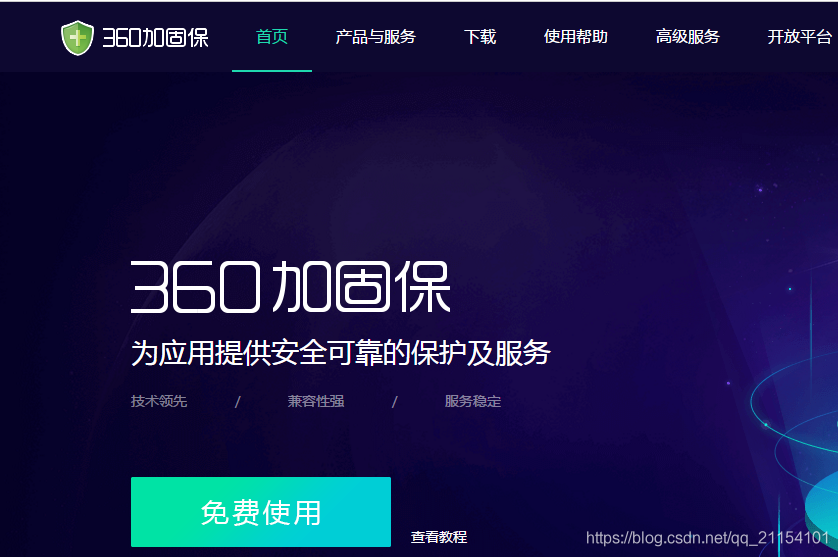 360加固保 首页 产品与服务 下载 使用帮助 高级服务 开放平台
360加固保
为应用提供安全可靠的保护及服务
技术领先 / 兼容性强 / 服务稳定
免费使用 查看教程
https://blog.csdn.net/qq_21154101